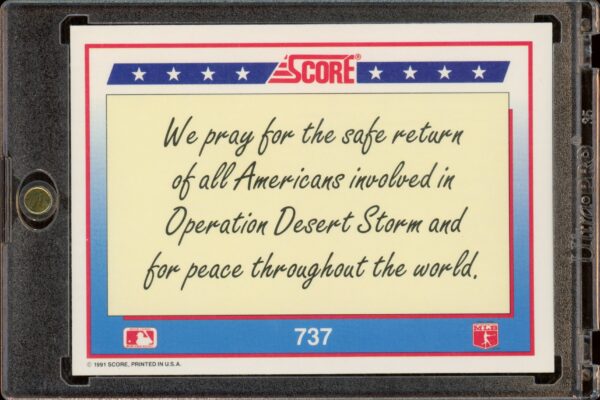 SCORE®
We pray for the safe return
of all Americans involved in
Operation Desert Storm and
for peace throughout the world.
737
© 1991 SCORE, PRINTED IN U.S.A.